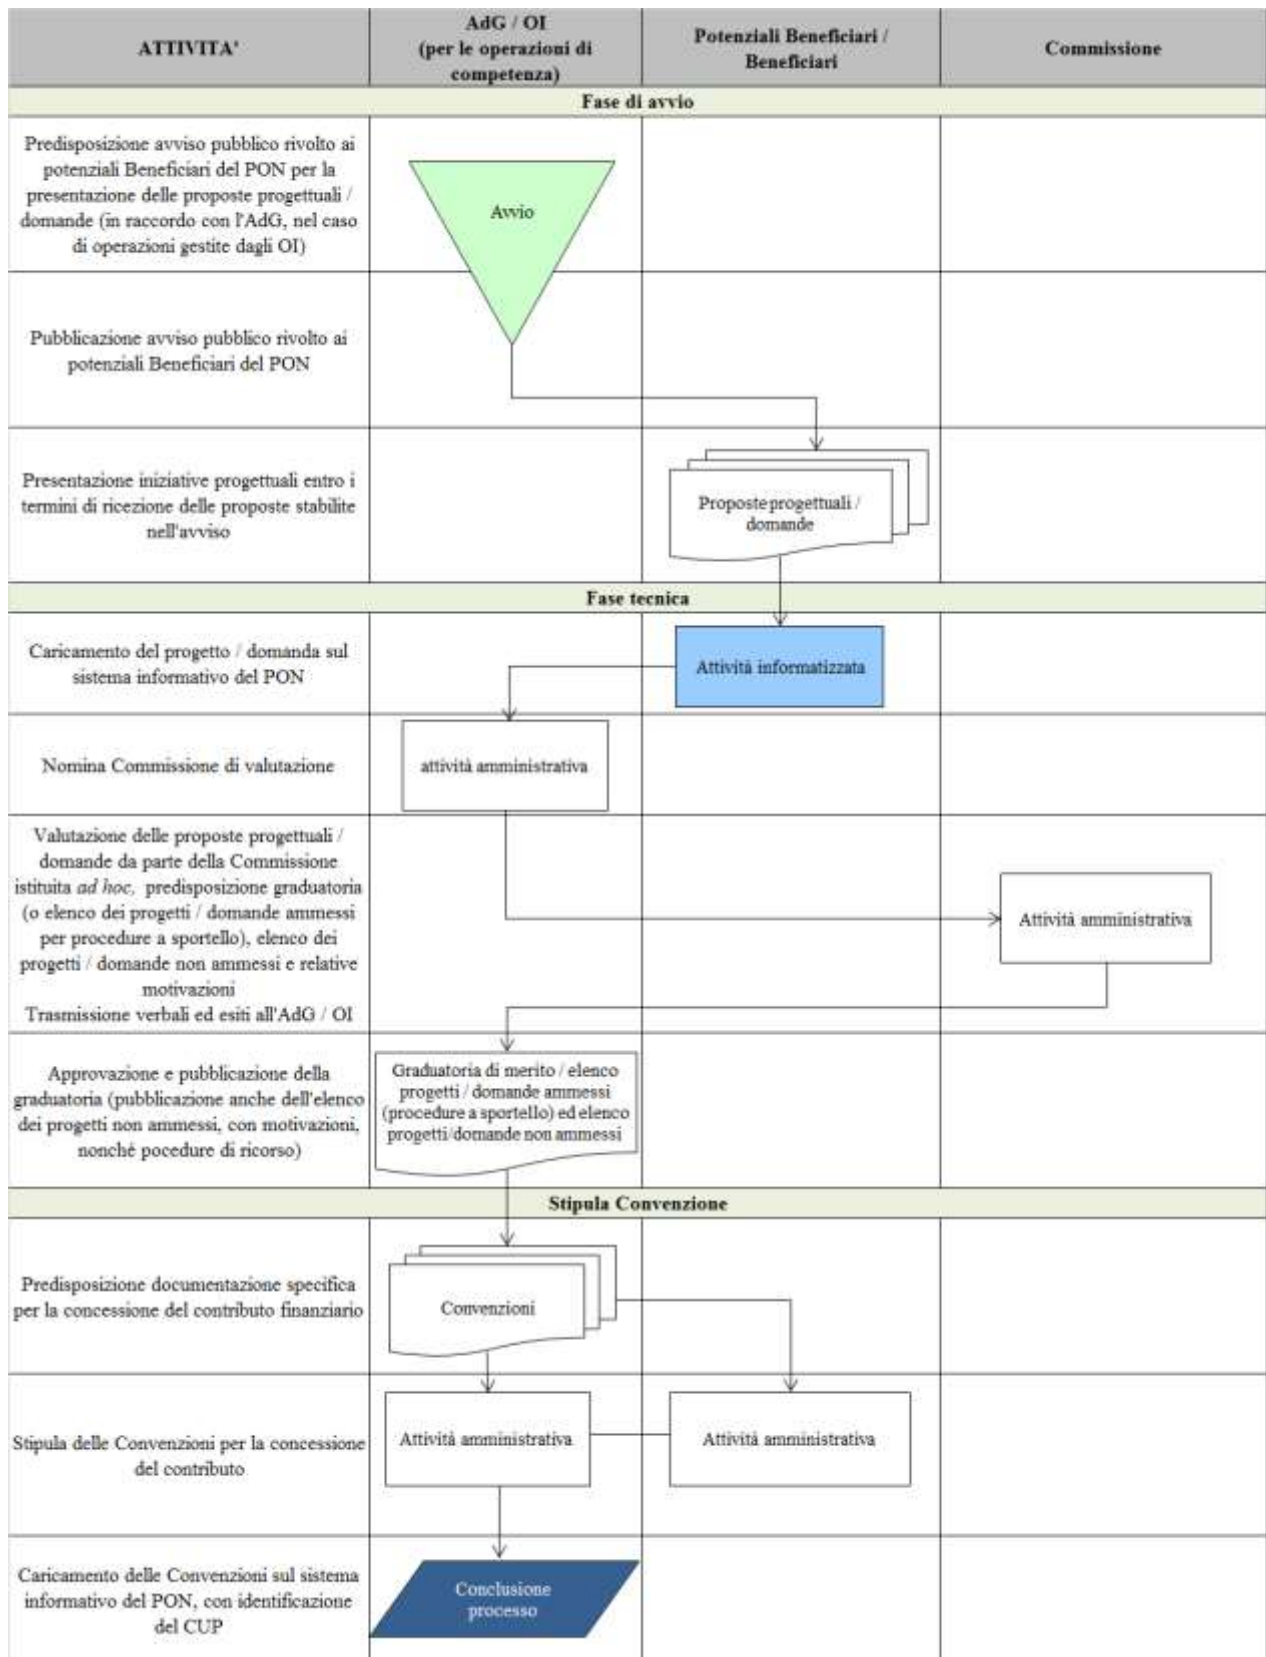 ATTIVITA'
AdG / OI
(per le operazioni di
competenza)
Potenziali Beneficiari /
Beneficiari
Commissione
Fase di avvio
Predisposizione avviso pubblico rivolto ai
potenziali Beneficiari del PON per la
presentazione delle proposte progettuali /
domande (in raccordo con l'AdG, nel caso
di operazioni gestite dagli OI)
Avvio
Pubblicazione avviso pubblico rivolto ai
potenziali Beneficiari del PON
Presentazione iniziative progettuali entro i
termini di ricezione delle proposte stabilite
nell'avviso
Proposte progettuali /
domande
Fase tecnica
Caricamento del progetto / domanda sul
sistema informativo del PON
Attività informatizzata
Nomina Commissione di valutazione
attività amministrativa
Valutazione delle proposte progettuali /
domande da parte della Commissione
istituita ad hoc, predisposizione graduatoria
(o elenco dei progetti / domande ammessi
per procedure a sportello), elenco dei
progetti / domande non ammessi e relative
motivazioni
Trasmissione verbali ed esiti all'AdG / OI
Attività amministrativa
Approvazione e pubblicazione della
graduatoria (pubblicazione anche dell'elenco
dei progetti non ammessi, con motivazioni,
nonché pocedure di ricorso)
Graduatoria di merito / elenco
progetti / domande ammessi
(procedure a sportello) ed elenco
progetti/domande non ammessi
Stipula Convenzione
Predisposizione documentazione specifica
per la concessione del contributo finanziario
Convenzioni
Stipula delle Convenzioni per la concessione
del contributo
Attività amministrativa
Attività amministrativa
Caricamento delle Convenzioni sul sistema
informativo del PON, con identificazione
del CUP
Conclusione
processo